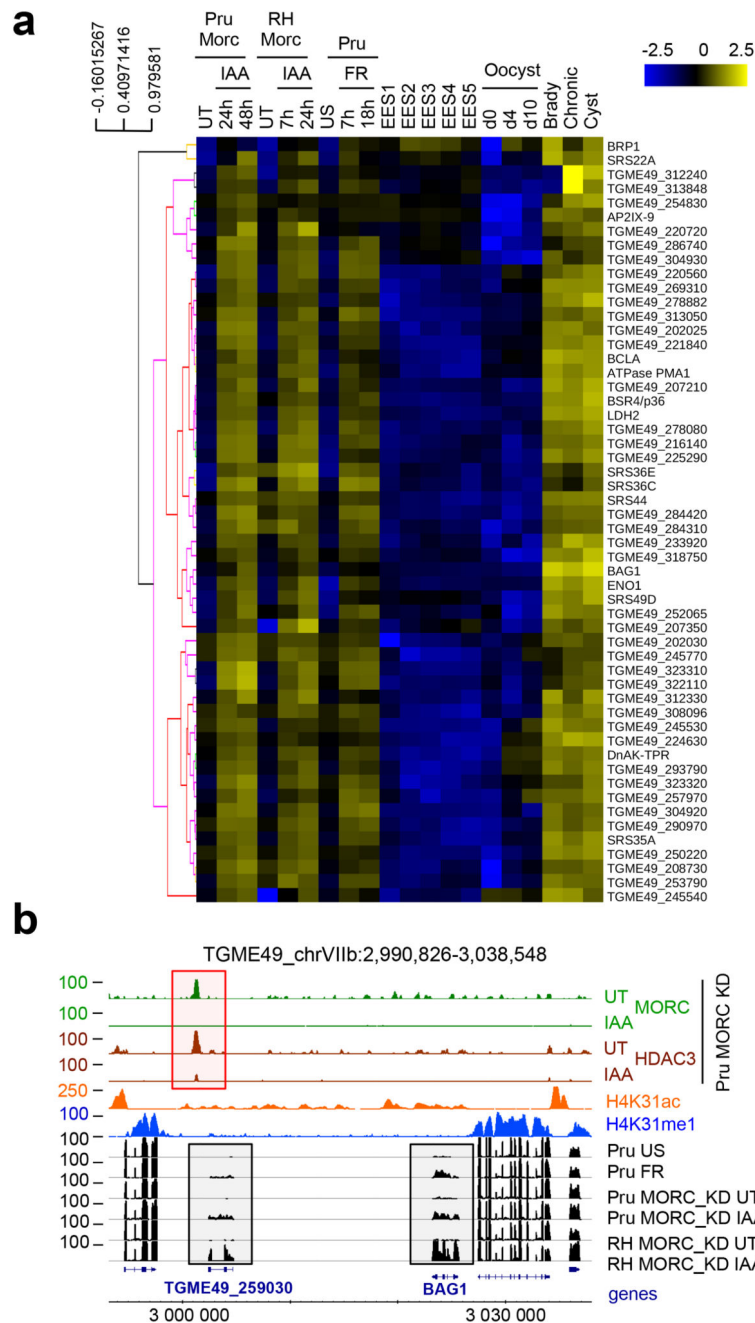 a
-0.16015267
0.40971416
0.979581
Pru Morc
RH Morc
Pru
IAA
IAA
FR
Oocyst
UT
24h
48h
UT
7h
24h
US
7h
18h
EES1
EES2
EES3
EES4
EES5
d0
d4
d10
Brady
Chronic
Cyst
-2.5 2.5
BRP1
SRS22A
TGME49_312240
TGME49_313848
TGME49_254830
AP2IX-9
TGME49_220720
TGME49_286740
TGME49_304930
TGME49_220560
TGME49_269310
TGME49_278882
TGME49_313050
TGME49_202025
TGME49_221840
BCLA
ATPase PMA1
TGME49_207210
BSR4/p36
LDH2
TGME49_278080
TGME49_216140
TGME49_225290
SRS36E
SRS36C
SRS44
TGME49_284420
TGME49_284310
TGME49_233920
TGME49_318750
BAG1
ENO1
SRS49D
TGME49_252065
TGME49_207350
TGME49_202030
TGME49_245770
TGME49_323310
TGME49_322110
TGME49_312330
TGME49_308096
TGME49_245530
TGME49_224630
DnAK-TPR
TGME49_293790
TGME49_323320
TGME49_257970
TGME49_304920
TGME49_290970
SRS35A
TGME49_250220
TGME49_208730
TGME49_253790
TGME49_245540
b
TGME49_chrVIIb:2,990,826-3,038,548
100 UT MORC
100 IAA
100 UT HDAC3
100 IAA
Pru MORC KD
250 H4K31ac
100 H4K31me1
100 Pru US
100 Pru FR
100 Pru MORC_KD UT
100 Pru MORC_KD IAA
100 RH MORC_KD UT
100 RH MORC_KD IAA
TGME49_259030 BAG1 genes
3 000 000 3 030 000